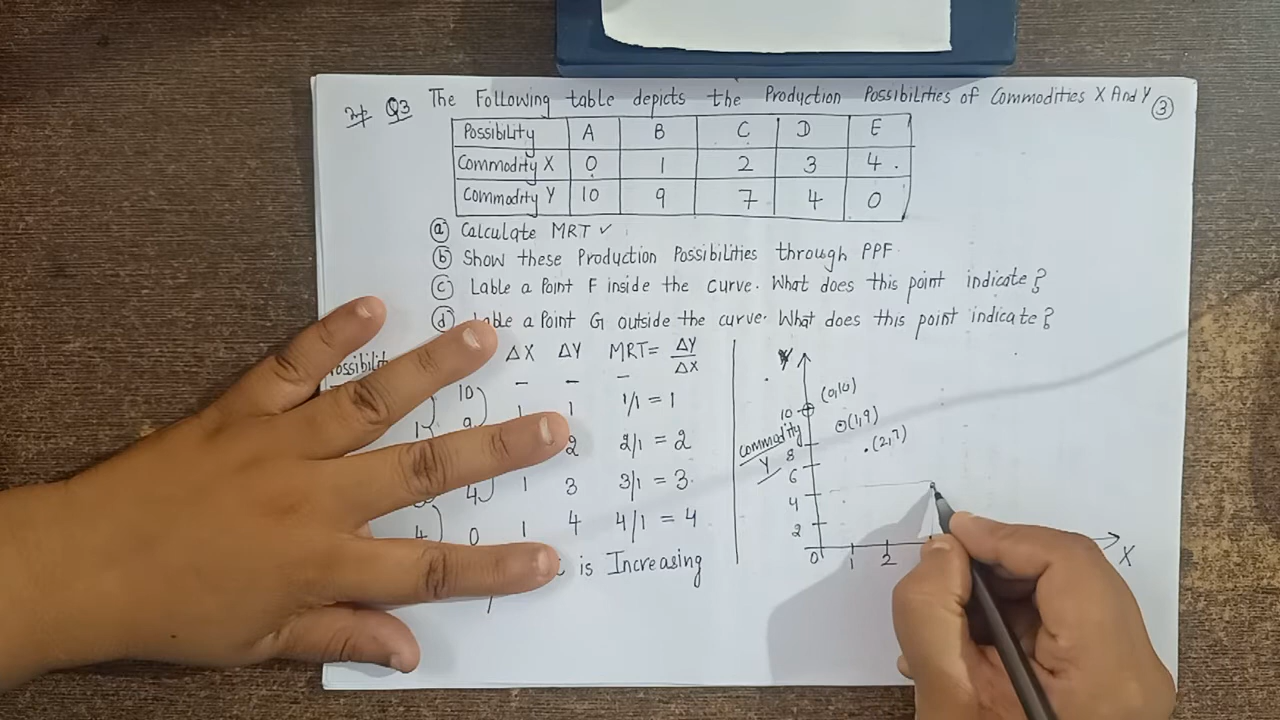 Imp Q3 The Following table depicts the Production Possibilities of Commodities X And Y ③
Possibility A B C D E
Commodity X 0 1 2 3 4
Commodity Y 10 9 7 4 0
ⓐ Calculate MRT ✓
ⓑ Show these Production Possibilities through PPF.
ⓒ Lable a Point F inside the curve. What does this point indicate?
ⓓ Lable a Point G outside the curve. What does this point indicate?
ΔX ΔY MRT = ΔY/ΔX
- - -
10
1 1 1/1 = 1
1 9
2 2/1 = 2
4 1 3 3/1 = 3
4 0 1 4 4/1 = 4
is Increasing
Y
10 (0,10)
(1,9)
Commodity Y
8 (2,7)
6
4
2
0 1 2
X